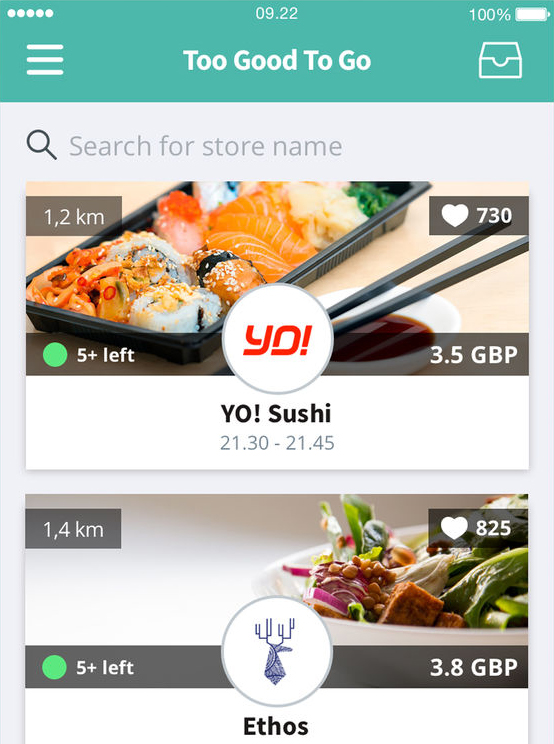 09.22
100%
Too Good To Go
Search for store name
1,2 km
730
YO!
5+ left
3.5 GBP
YO! Sushi
21.30 - 21.45
1,4 km
825
5+ left
3.8 GBP
Ethos